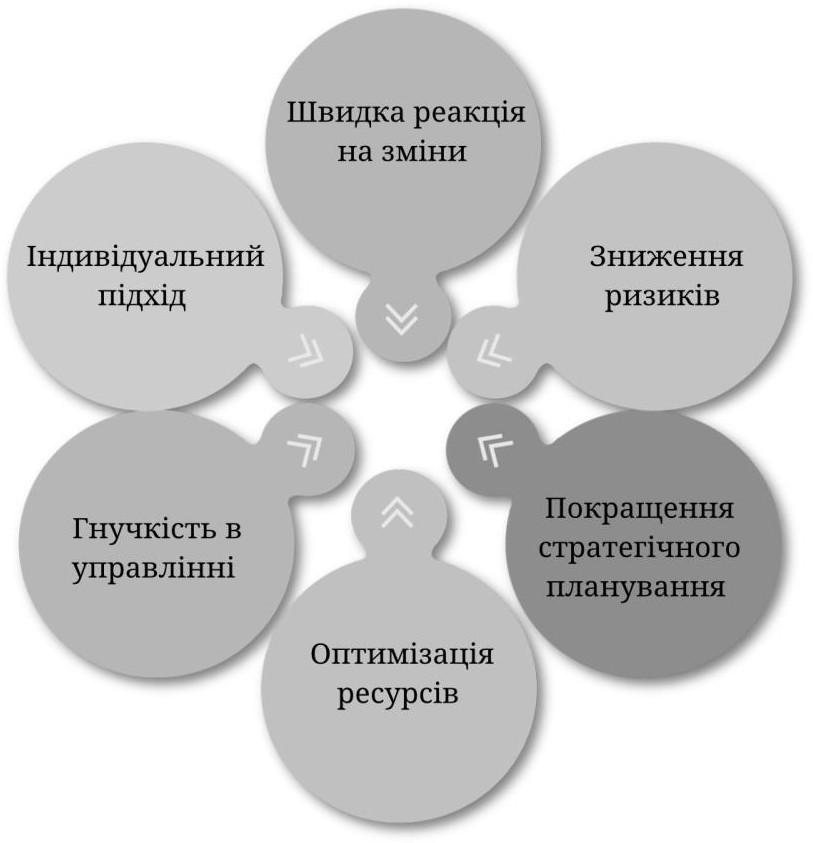 Швидка реакція
на зміни
Зниження
ризиків
Покращення
стратегічного
планування
Оптимізація
ресурсів
Гнучкість в
управлінні
Індивідуальний
підхід